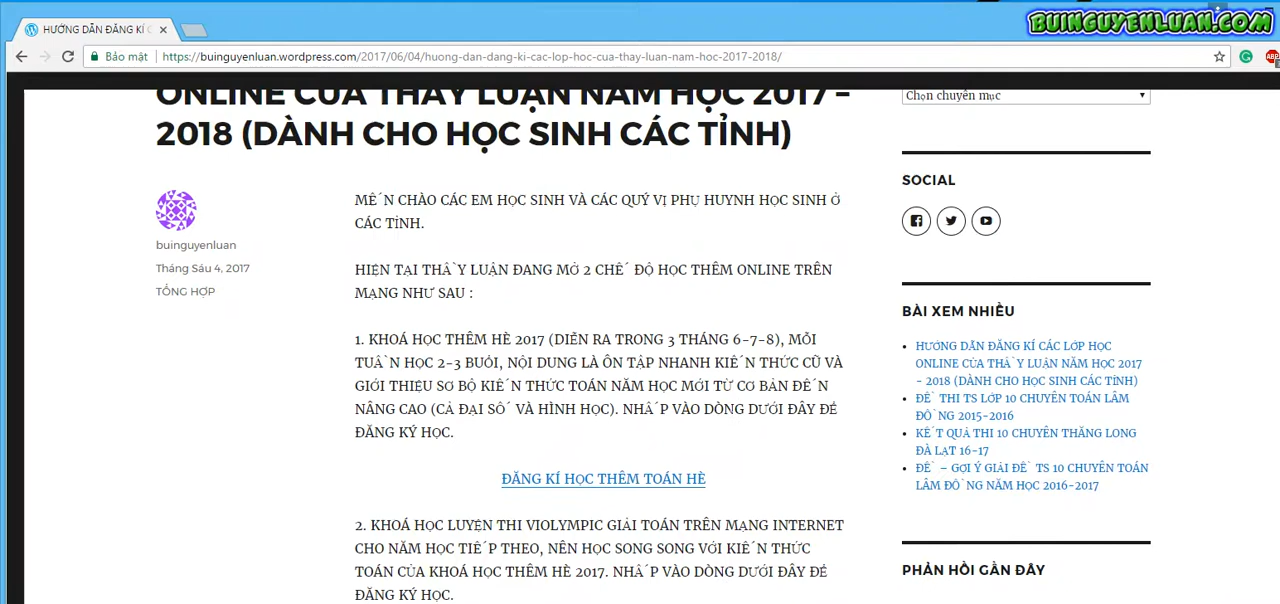 HƯỚNG DẪN ĐĂNG KÍ C
BUINGUYENLUAN.COM
Bảo mật
https://buinguyenluan.wordpress.com/2017/06/04/huong-dan-dang-ki-cac-lop-hoc-cua-thay-luan-nam-hoc-2017-2018/
ABP
ONLINE CỦA THẦY LUẬN NĂM HỌC 2017 –
2018 (DÀNH CHO HỌC SINH CÁC TỈNH)
buinguyenluan
Tháng Sáu 4, 2017
TỔNG HỢP
MẾN CHÀO CÁC EM HỌC SINH VÀ CÁC QUÝ VỊ PHỤ HUYNH HỌC SINH Ở
CÁC TỈNH.
HIỆN TẠI THẦY LUẬN ĐANG MỞ 2 CHẾ ĐỘ HỌC THÊM ONLINE TRÊN
MẠNG NHƯ SAU :
1. KHOÁ HỌC THÊM HÈ 2017 (DIỄN RA TRONG 3 THÁNG 6-7-8), MỖI
TUẦN HỌC 2-3 BUỔI, NỘI DUNG LÀ ÔN TẬP NHANH KIẾN THỨC CŨ VÀ
GIỚI THIỆU SƠ BỘ KIẾN THỨC TOÁN NĂM HỌC MỚI TỪ CƠ BẢN ĐẾN
NÂNG CAO (CẢ ĐẠI SỐ VÀ HÌNH HỌC). NHẤP VÀO DÒNG DƯỚI ĐÂY ĐỂ
ĐĂNG KÝ HỌC.
ĐĂNG KÍ HỌC THÊM TOÁN HÈ
2. KHOÁ HỌC LUYỆN THI VIOLYMPIC GIẢI TOÁN TRÊN MẠNG INTERNET
CHO NĂM HỌC TIẾP THEO, NÊN HỌC SONG SONG VỚI KIẾN THỨC
TOÁN CỦA KHOÁ HỌC THÊM HÈ 2017. NHẤP VÀO DÒNG DƯỚI ĐÂY ĐỂ
ĐĂNG KÝ HỌC.
Chọn chuyên mục
SOCIAL
BÀI XEM NHIỀU
HƯỚNG DẪN ĐĂNG KÍ CÁC LỚP HỌC
ONLINE CỦA THẦY LUẬN NĂM HỌC 2017
- 2018 (DÀNH CHO HỌC SINH CÁC TỈNH)
ĐỀ THI TS LỚP 10 CHUYÊN TOÁN LÂM
ĐỒNG 2015-2016
KẾT QUẢ THI 10 CHUYÊN THĂNG LONG
ĐÀ LẠT 16-17
ĐỀ – GỢI Ý GIẢI ĐỀ TS 10 CHUYÊN TOÁN
LÂM ĐỒNG NĂM HỌC 2016-2017
PHẢN HỒI GẦN ĐÂY